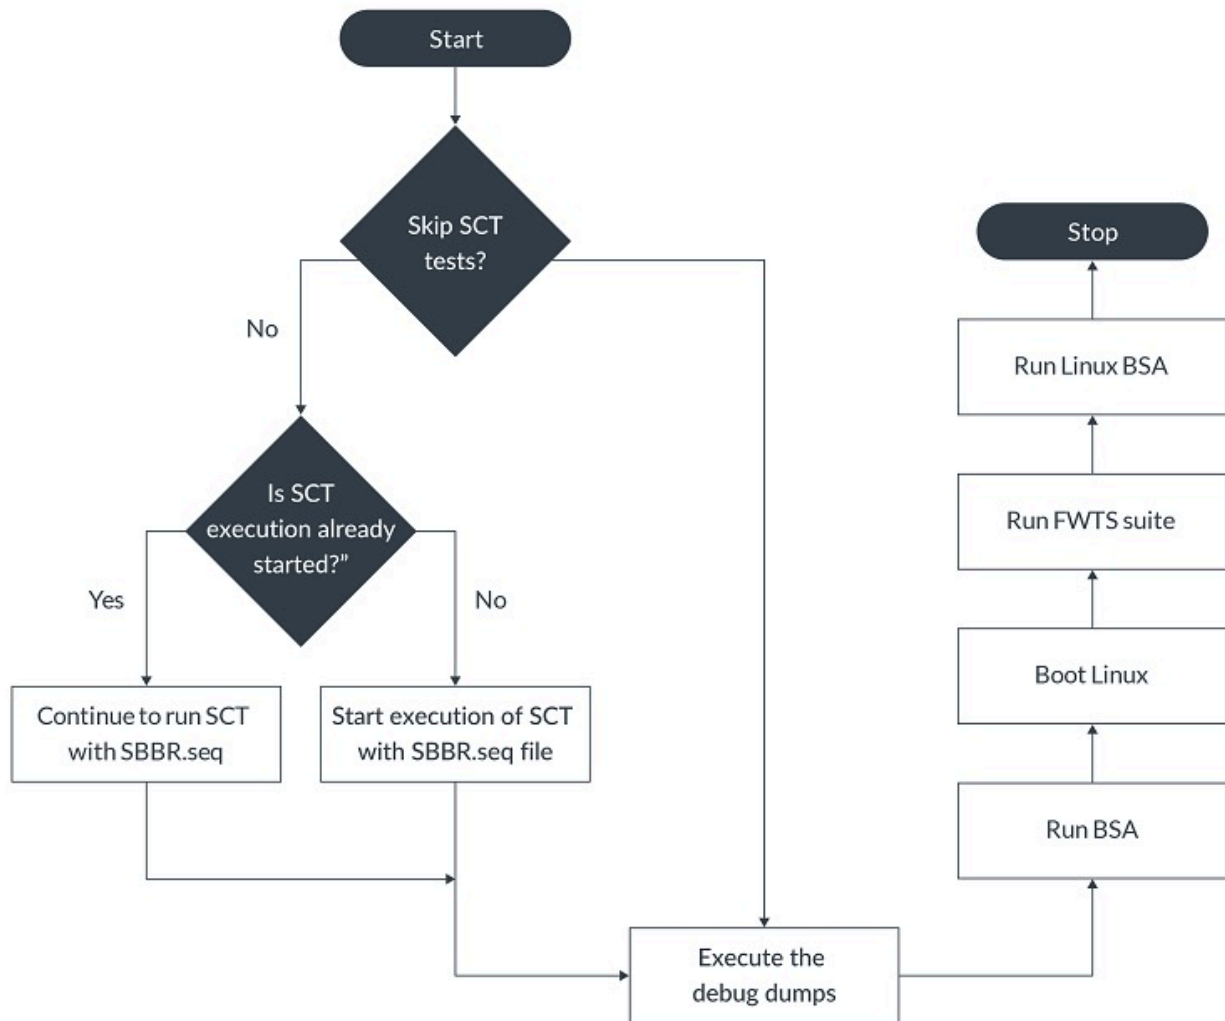 Start
Skip SCT
tests?
No
Is SCT
execution already
started?”
Yes
No
Continue to run SCT
with SBBR.seq
Start execution of SCT
with SBBR.seq file
Execute the
debug dumps
Run BSA
Boot Linux
Run FWTS suite
Run Linux BSA
Stop